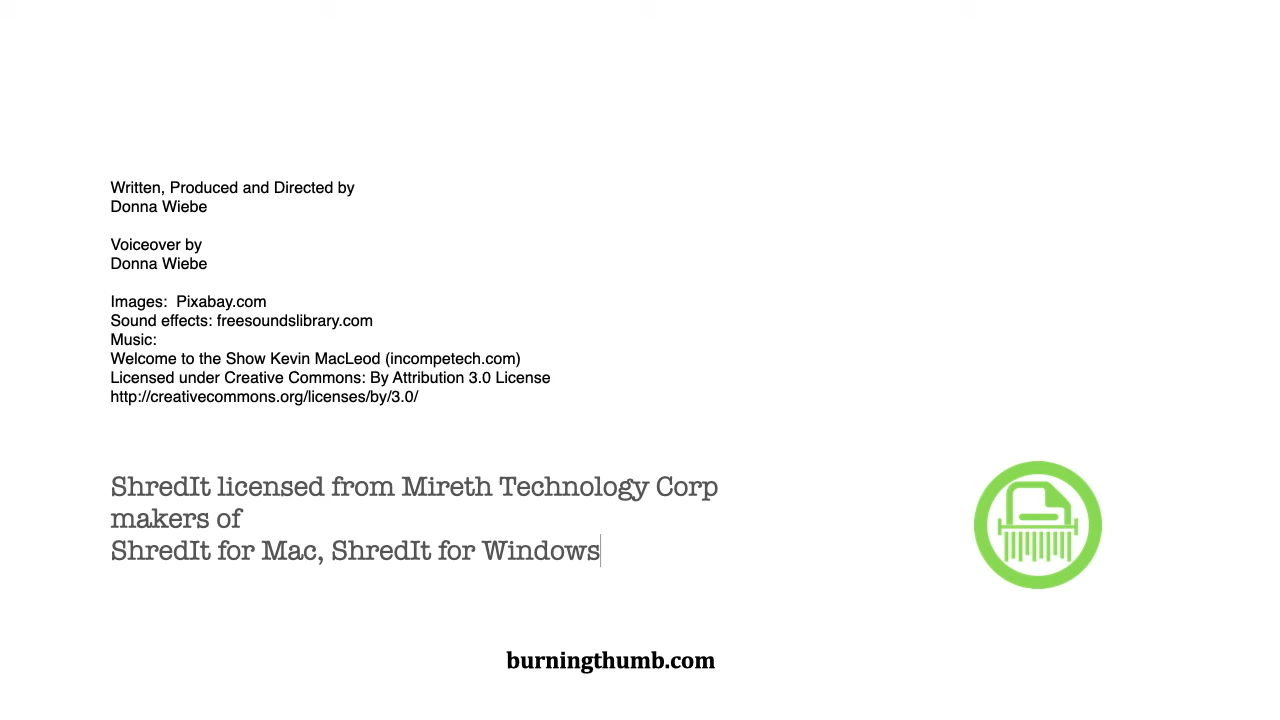 Written, Produced and Directed by
Donna Wiebe
Voiceover by
Donna Wiebe
Images:  Pixabay.com
Sound effects: freesoundslibrary.com
Music:
Welcome to the Show Kevin MacLeod (incompetech.com)
Licensed under Creative Commons: By Attribution 3.0 License
http://creativecommons.org/licenses/by/3.0/
ShredIt licensed from Mireth Technology Corp
makers of
ShredIt for Mac, ShredIt for Windows
burningthumb.com